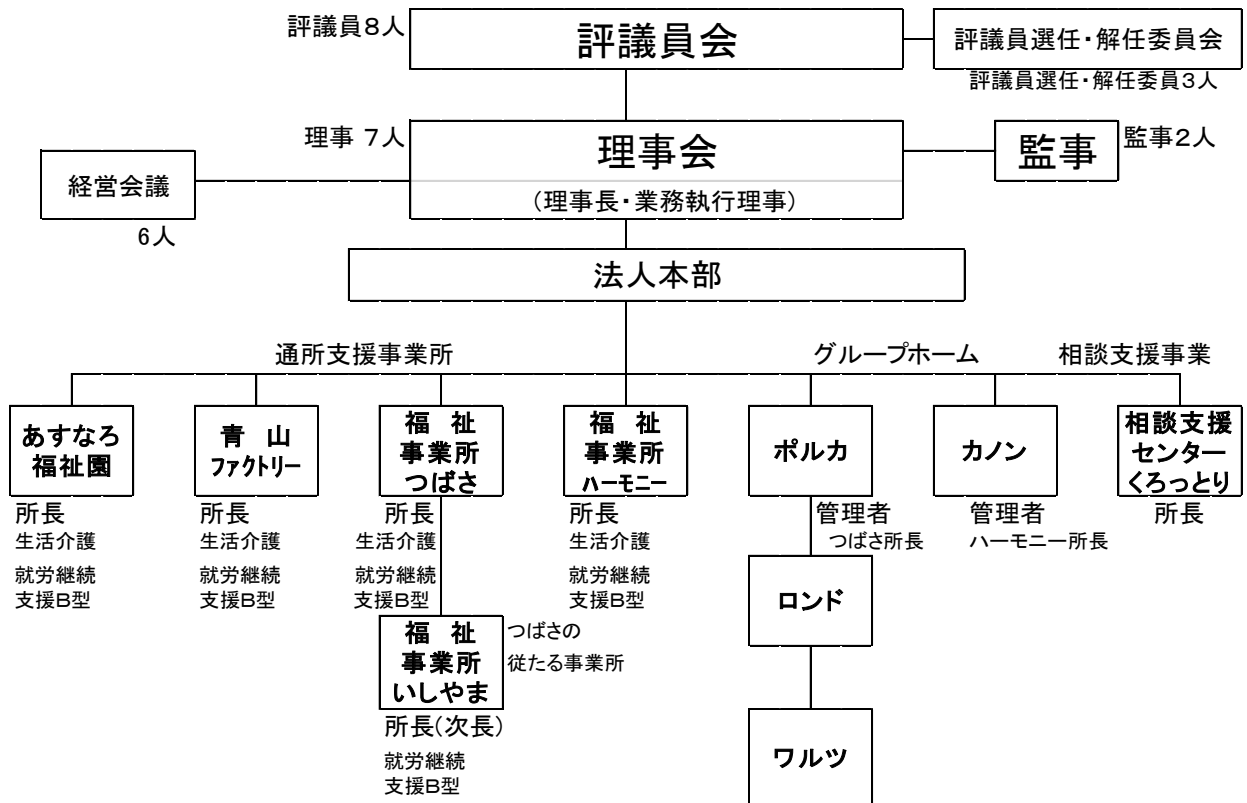 評議員8人
評議員会
評議員選任・解任委員会
評議員選任・解任委員3人
理事 7人
理事会
(理事長・業務執行理事)
監事
監事2人
経営会議
6人
法人本部
通所支援事業所
グループホーム
相談支援事業
あすなろ
福祉園
所長
生活介護
就労継続
支援B型
青 山
ファクトリー
所長
生活介護
就労継続
支援B型
福 祉
事業所
つばさ
所長
生活介護
就労継続
支援B型
福 祉
事業所
いしやま
つばさの
従たる事業所
所長(次長)
就労継続
支援B型
福 祉
事業所
ハーモニー
所長
生活介護
就労継続
支援B型
ポルカ
管理者
つばさ所長
ロンド
ワルツ
カノン
管理者
ハーモニー所長
相談支援
センター
くろっとり
所長